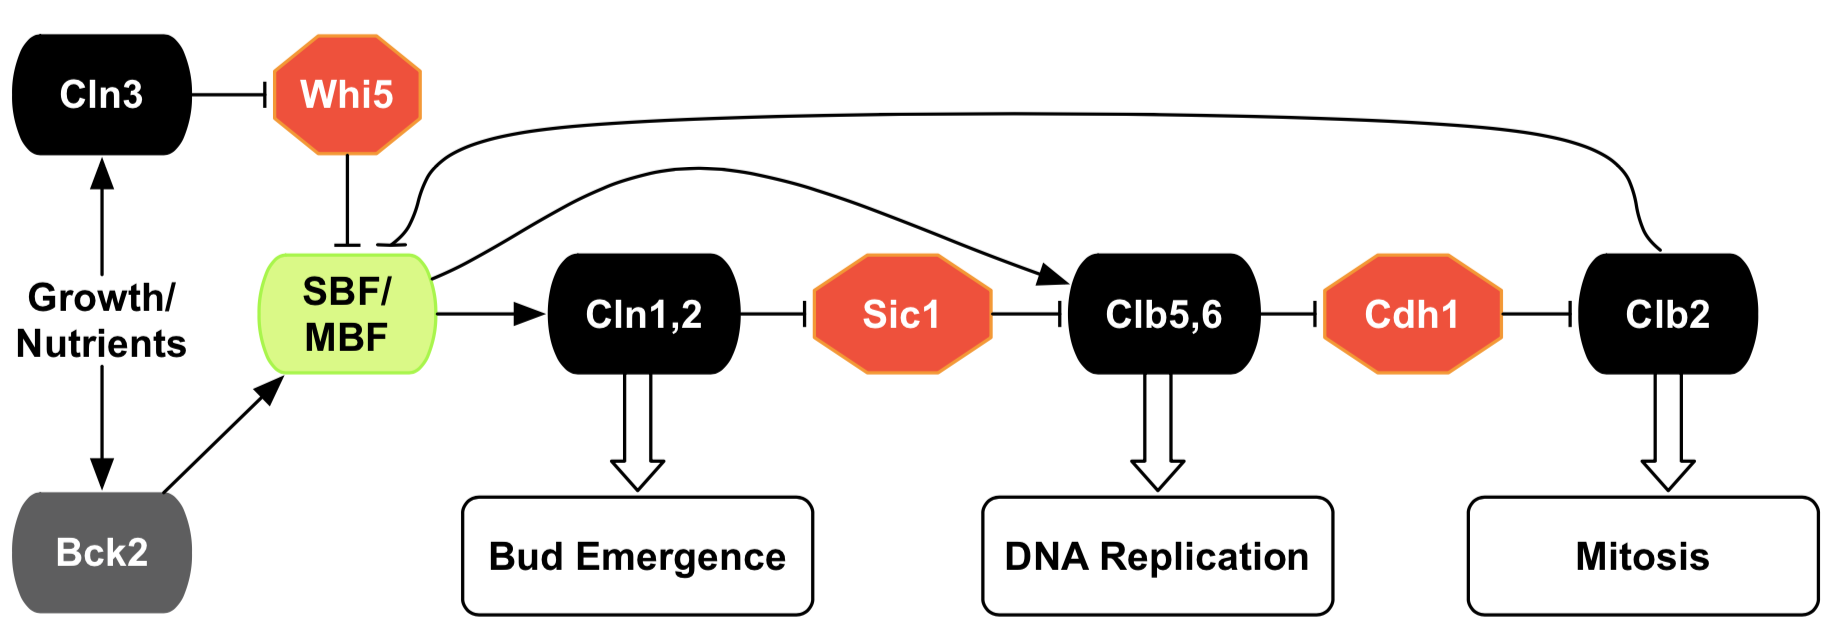 Cln3
Whi5
Growth/
Nutrients
SBF/
MBF
Cln1,2
Sic1
Clb5,6
Cdh1
Clb2
Bck2
Bud Emergence
DNA Replication
Mitosis